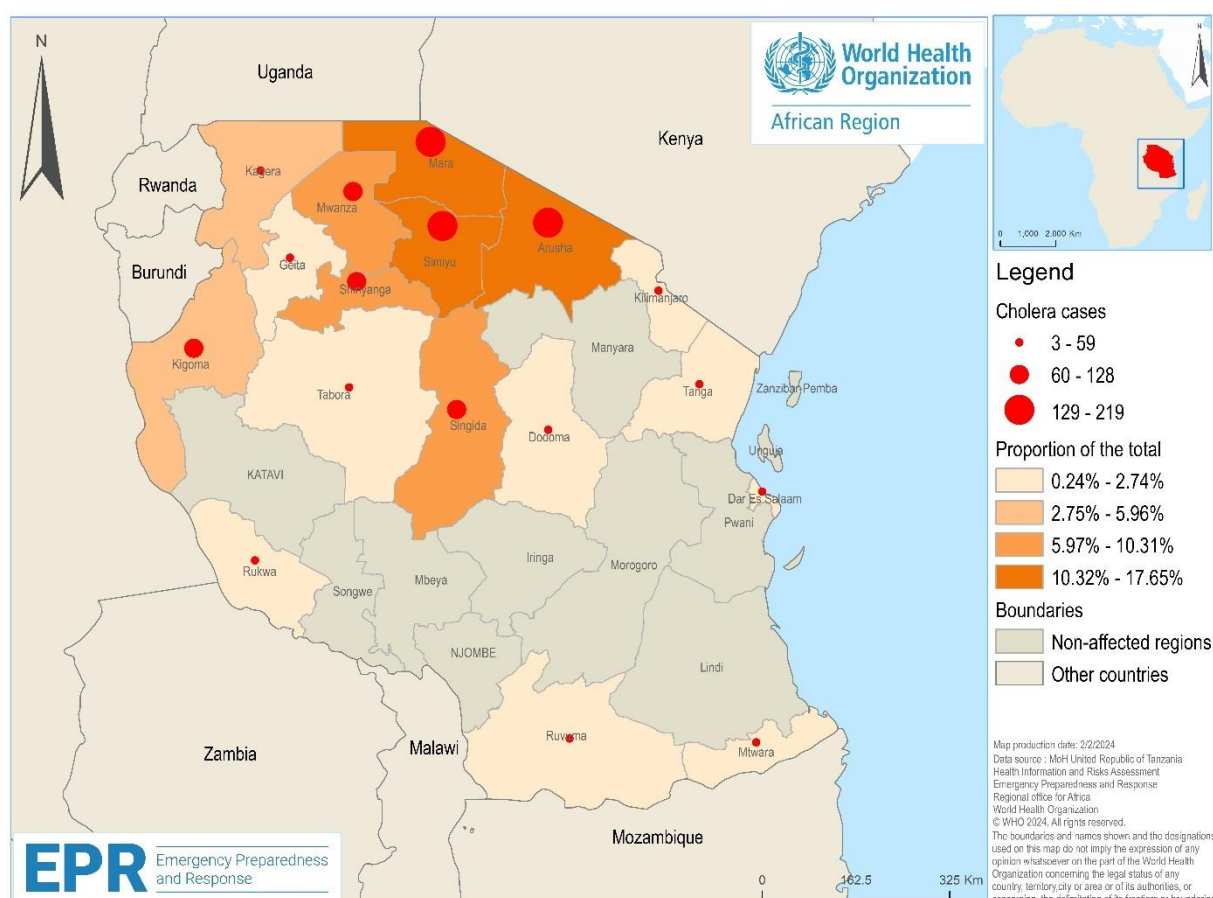 N
Uganda
World Health
Organization
African Region
Kenya
Rwanda
Burundi
Kagera
Mara
Mwanza
Geita
Simiyu
Arusha
Shinyanga
Kilimanjaro
Kigoma
Manyara
Tabora
Tanga
Zanzibar-Pemba
Singida
Dodoma
Unguja
KATAVI
Dar Es Salaam
Pwani
Rukwa
Iringa
Morogoro
Mbeya
Songwe
NJOMBE
Lindi
Ruvuma
Mtwara
Zambia
Malawi
Mozambique
EPR
Emergency Preparedness
and Response
0 162.5 325 Km
N
0 1,000 2,000 Km
Legend
Cholera cases
3 - 59
60 - 128
129 - 219
Proportion of the total
0.24% - 2.74%
2.75% - 5.96%
5.97% - 10.31%
10.32% - 17.65%
Boundaries
Non-affected regions
Other countries
Map production date: 2/2/2024
Data source : MoH United Republic of Tanzania
Health Information and Risks Assessment
Emergency Preparedness and Response
Regional office for Africa
World Health Organization
© WHO 2024. All rights reserved.
The boundaries and names shown and the designations
used on this map do not imply the expression of any
opinion whatsoever on the part of the World Health
Organization concerning the legal status of any
country, territory,city or area or of its authorities, or